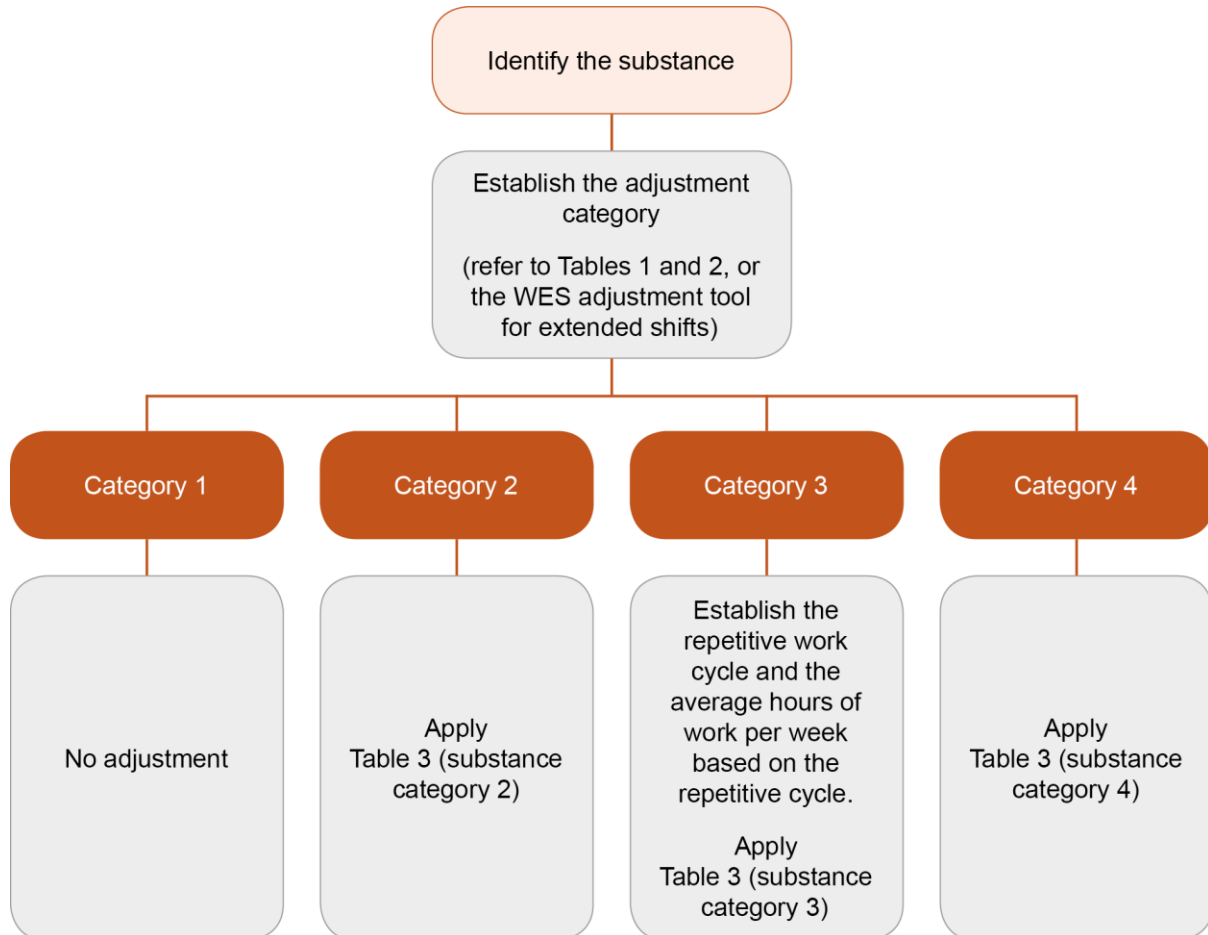 Identify the substance
Establish the adjustment
category
(refer to Tables 1 and 2, or
the WES adjustment tool
for extended shifts)
Category 1
Category 2
Category 3
Category 4
No adjustment
Apply
Table 3 (substance
category 2)
Establish the
repetitive work
cycle and the
average hours of
work per week
based on the
repetitive cycle.
Apply
Table 3 (substance
category 3)
Apply
Table 3 (substance
category 4)